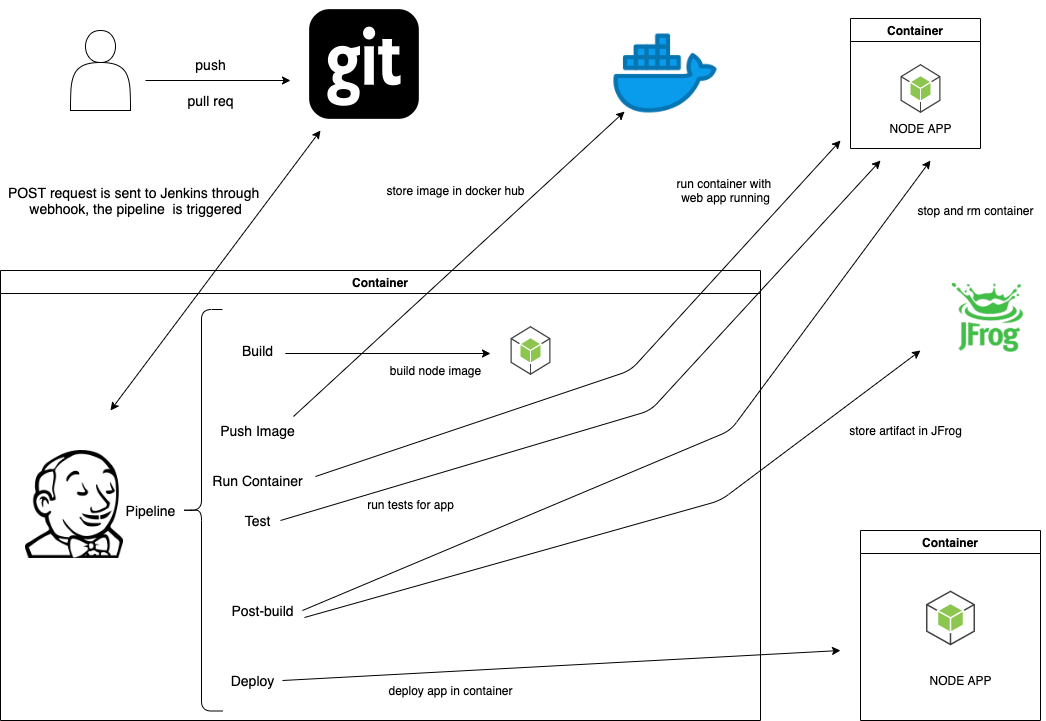 push
pull req
git
Container
NODE APP
POST request is sent to Jenkins through
webhook, the pipeline is triggered
store image in docker hub
run container with
web app running
stop and rm container
Container
JFrog
Build
build node image
Push Image
store artifact in JFrog
Run Container
run tests for app
Pipeline
Test
Container
Post-build
Deploy
deploy app in container
NODE APP